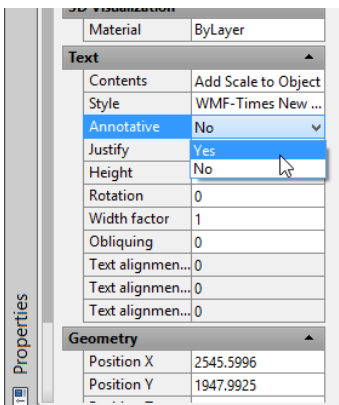 3D Visualization
Material ByLayer
Text
Contents Add Scale to Object
Style WMF-Times New ...
Annotative No
Justify Yes
Height No
Rotation 0
Width factor 1
Obliquing 0
Text alignmen... 0
Text alignmen... 0
Text alignmen... 0
Geometry
Position X 2545.5996
Position Y 1947.9925
Properties